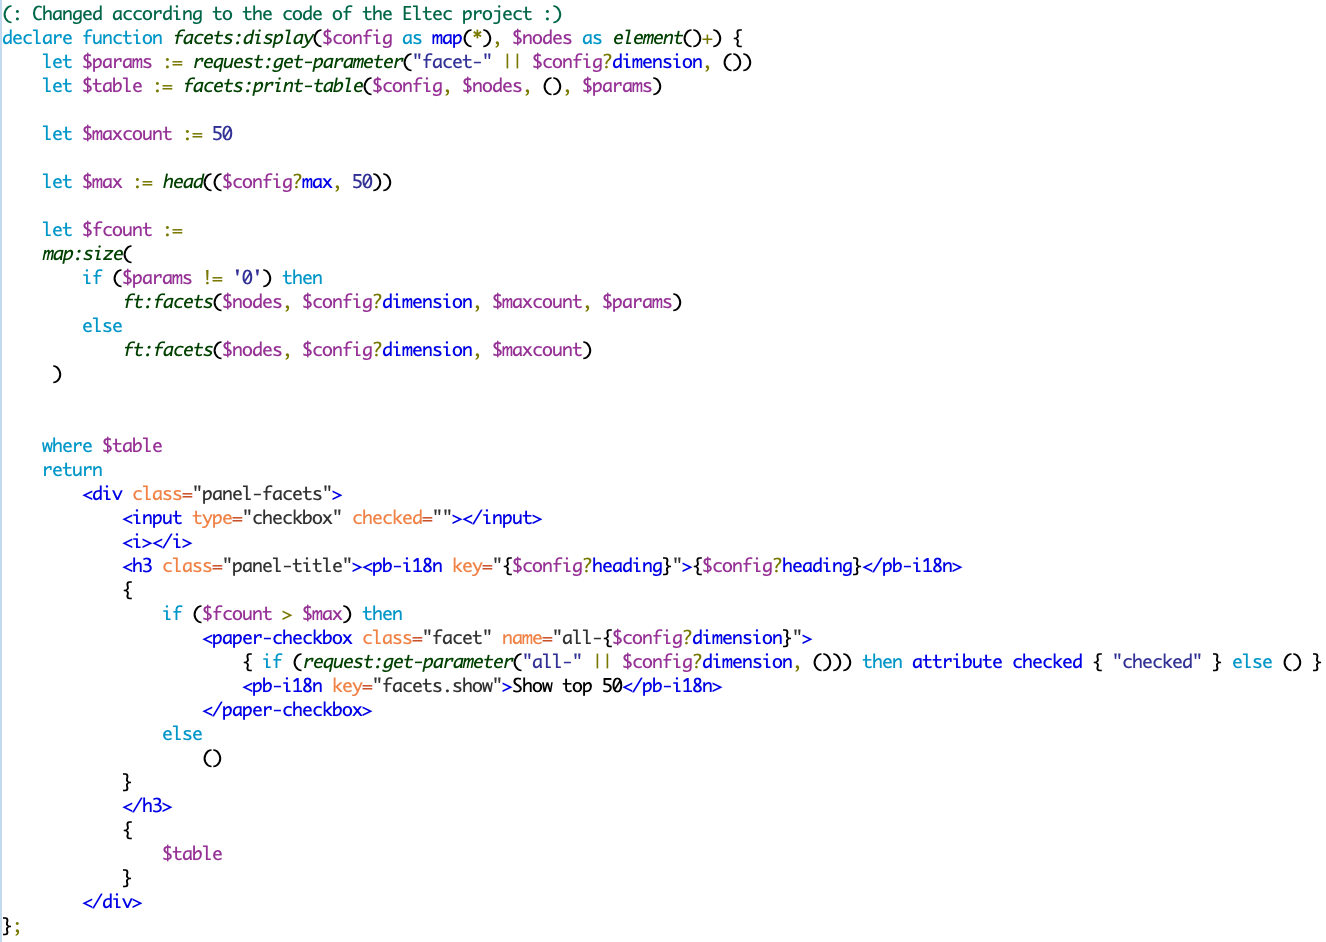 (: Changed according to the code of the Eltec project :)
declare function facets:display($config as map(*), $nodes as element()+) {
    let $params := request:get-parameter("facet-" || $config?dimension, ())
    let $table := facets:print-table($config, $nodes, (), $params)

    let $maxcount := 50

    let $max := head(($config?max, 50))

    let $fcount :=
    map:size(
        if ($params != '0') then
            ft:facets($nodes, $config?dimension, $maxcount, $params)
        else
            ft:facets($nodes, $config?dimension, $maxcount)
     )


    where $table
    return
        <div class="panel-facets">
            <input type="checkbox" checked=""></input>
            <i></i>
            <h3 class="panel-title"><pb-i18n key="{$config?heading}">{$config?heading}</pb-i18n>
            {
                if ($fcount > $max) then
                    <paper-checkbox class="facet" name="all-{$config?dimension}">
                        { if (request:get-parameter("all-" || $config?dimension, ())) then attribute checked { "checked" } else () }
                        <pb-i18n key="facets.show">Show top 50</pb-i18n>
                    </paper-checkbox>
                else
                    ()
            }
            </h3>
            {
                $table
            }
        </div>
};